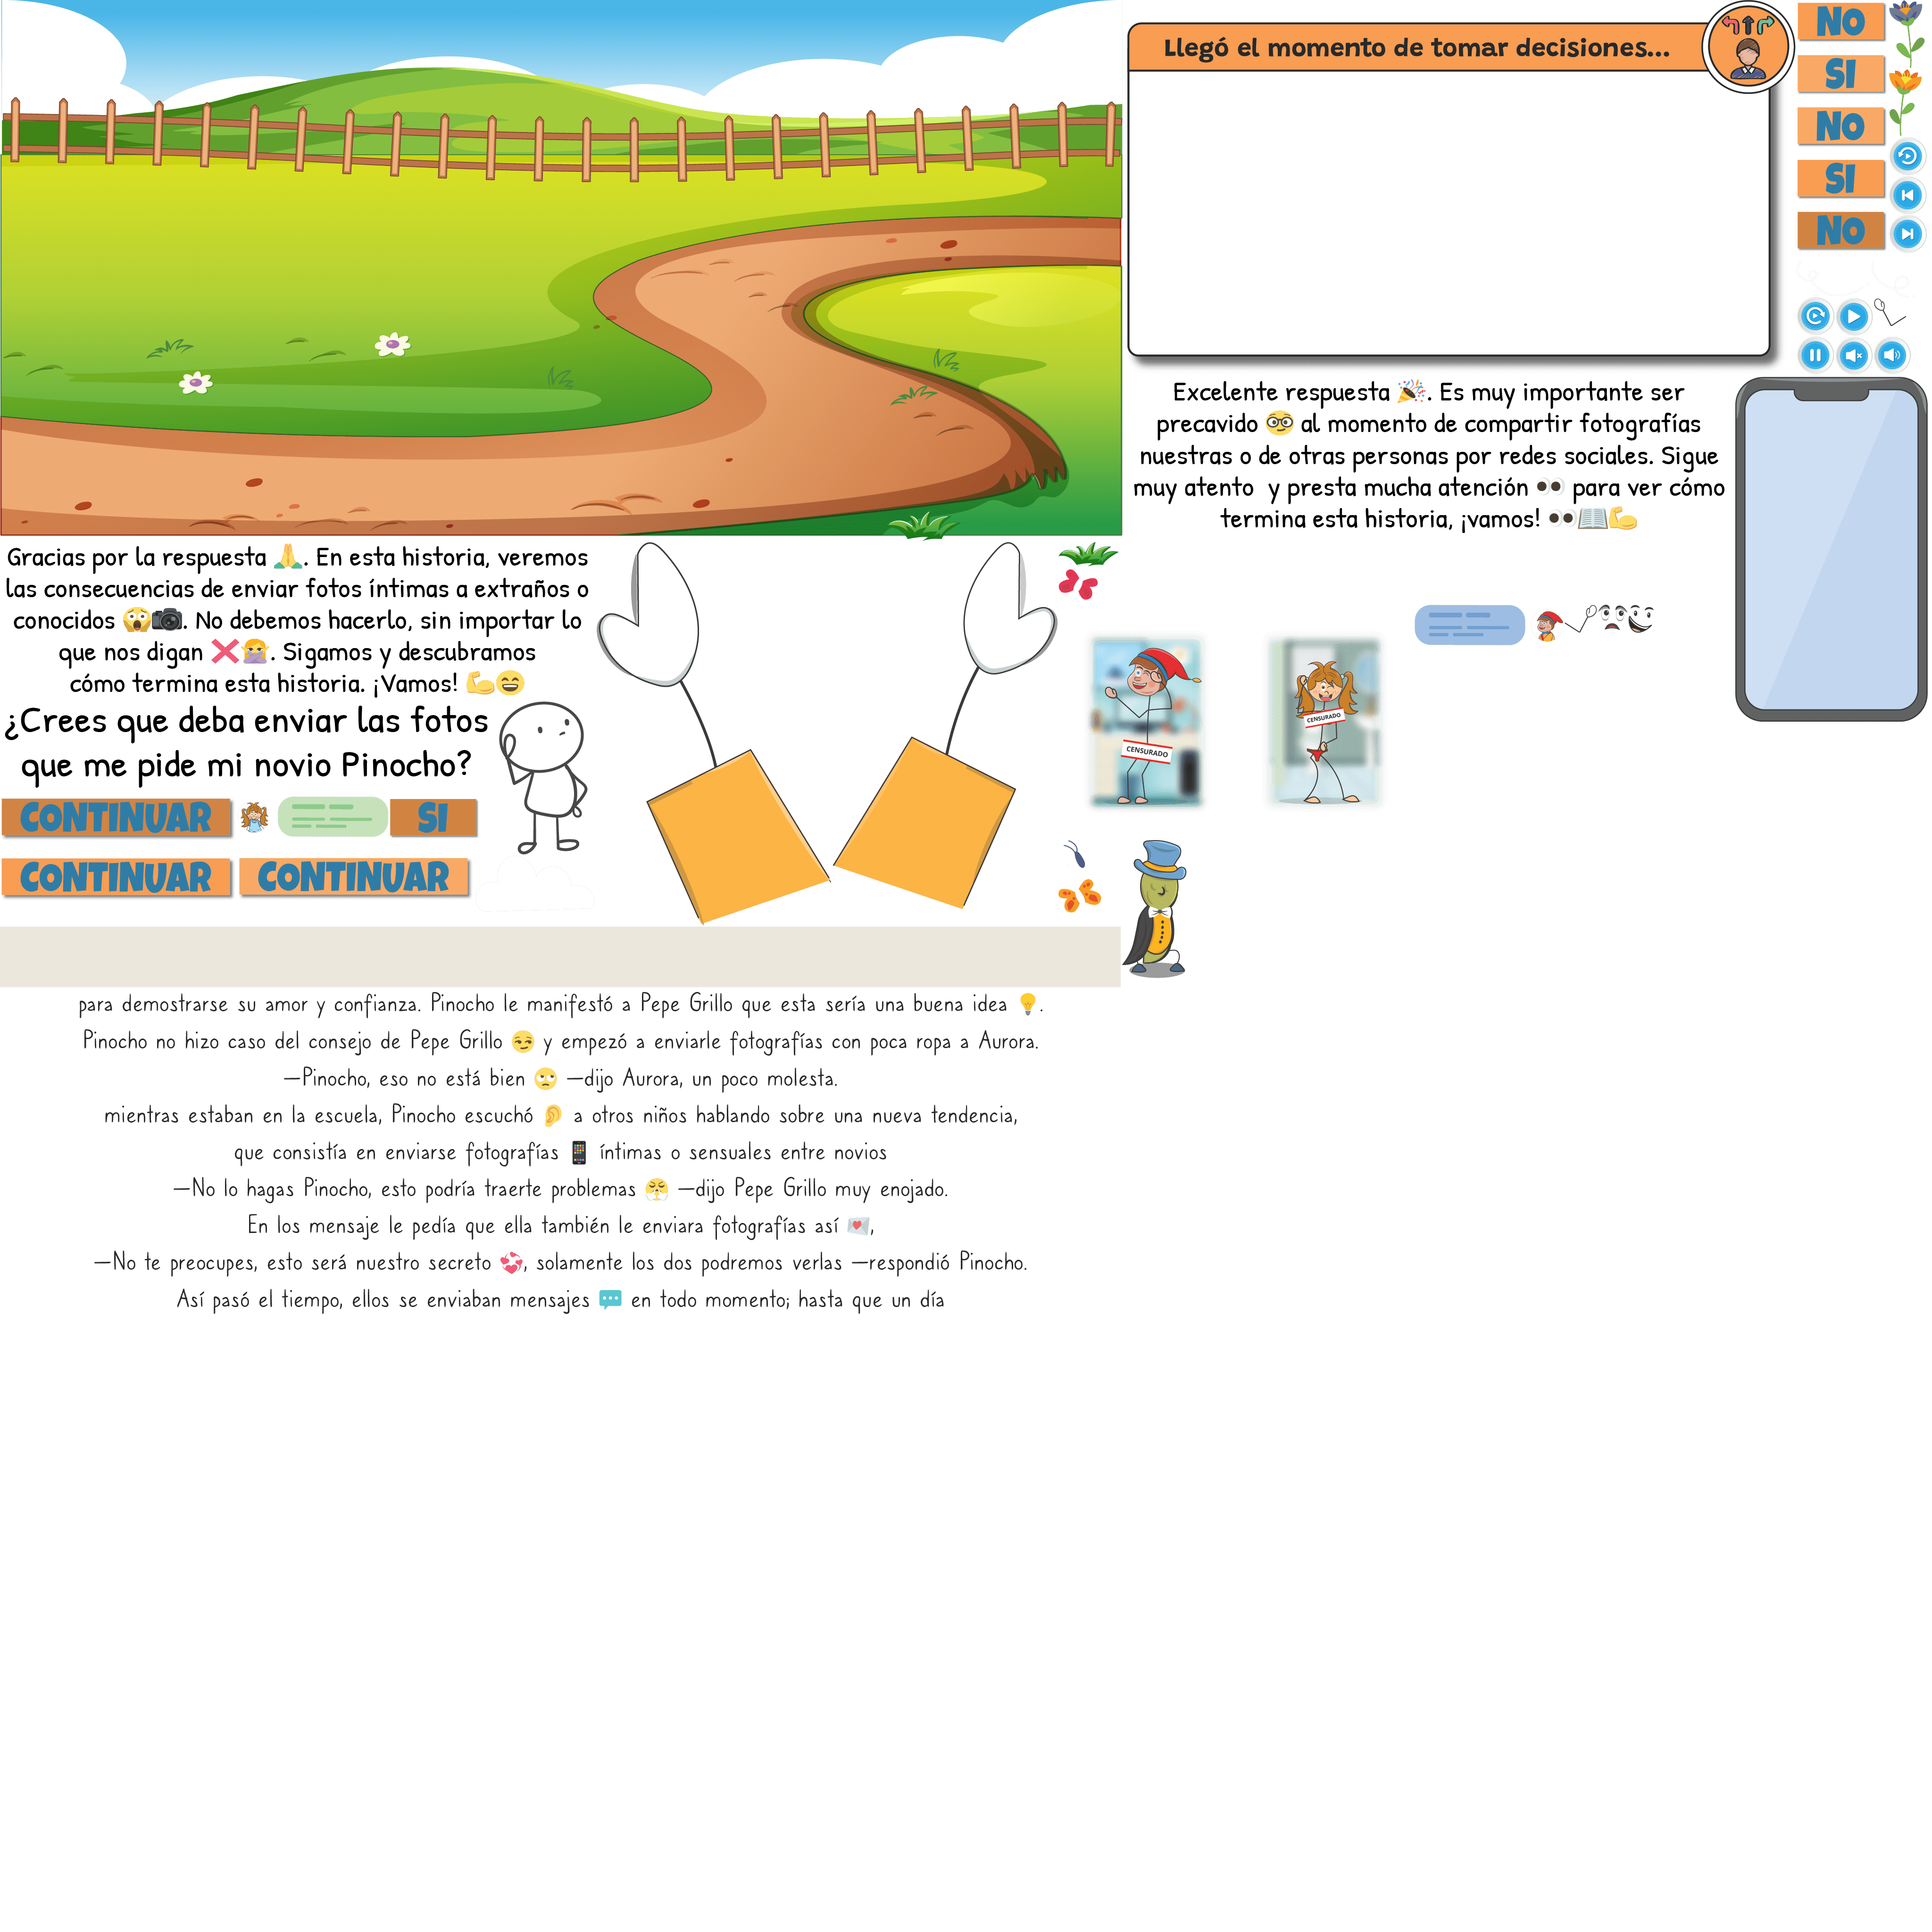 Llegó el momento de tomar decisiones...
NO
SI
NO
SI
NO
Excelente respuesta 🎉. Es muy importante ser
precavido 🤓 al momento de compartir fotografías
nuestras o de otras personas por redes sociales. Sigue
muy atento y presta mucha atención 👀 para ver cómo
termina esta historia, ¡vamos! 👀📖💪
Gracias por la respuesta 🙏. En esta historia, veremos
las consecuencias de enviar fotos íntimas a extraños o
conocidos 😱📷. No debemos hacerlo, sin importar lo
que nos digan ❌🙅‍♀️. Sigamos y descubramos
cómo termina esta historia. ¡Vamos! 💪😄
¿Crees que deba enviar las fotos
que me pide mi novio Pinocho?
CENSURADO
CENSURADO
CONTINUAR
SI
CONTINUAR
CONTINUAR
para demostrarse su amor y confianza. Pinocho le manifestó a Pepe Grillo que esta sería una buena idea 💡.
Pinocho no hizo caso del consejo de Pepe Grillo 😏 y empezó a enviarle fotografías con poca ropa a Aurora.
—Pinocho, eso no está bien 🙄 —dijo Aurora, un poco molesta.
mientras estaban en la escuela, Pinocho escuchó 👂 a otros niños hablando sobre una nueva tendencia,
que consistía en enviarse fotografías 📱 íntimas o sensuales entre novios
—No lo hagas Pinocho, esto podría traerte problemas 😤 —dijo Pepe Grillo muy enojado.
En los mensaje le pedía que ella también le enviara fotografías así 💌,
—No te preocupes, esto será nuestro secreto 💞, solamente los dos podremos verlas —respondió Pinocho.
Así pasó el tiempo, ellos se enviaban mensajes 💬 en todo momento; hasta que un día